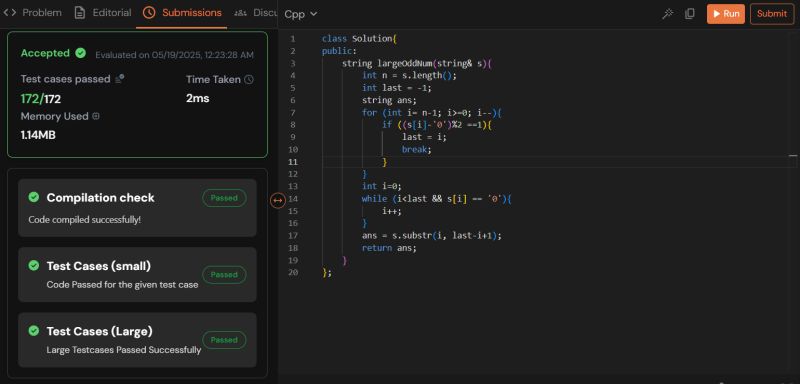 Problem Editorial Submissions Discu
Accepted Evaluated on 05/19/2025, 12:23:28 AM
Test cases passed Time Taken
172/172 2ms
Memory Used
1.14MB
Compilation check Passed
Code compiled successfully!
Test Cases (small) Passed
Code Passed for the given test case
Test Cases (Large) Passed
Large Testcases Passed Successfully
Cpp Run Submit
1 class Solution{
2 public:
3 string largeOddNum(string& s){
4 int n = s.length();
5 int last = -1;
6 string ans;
7 for (int i= n-1; i>=0; i--){
8 if ((s[i]-'0')%2 ==1){
9 last = i;
10 break;
11 }
12 }
13 int i=0;
14 while (i<last && s[i] == '0'){
15 i++;
16 }
17 ans = s.substr(i, last-i+1);
18 return ans;
19 }
20 };